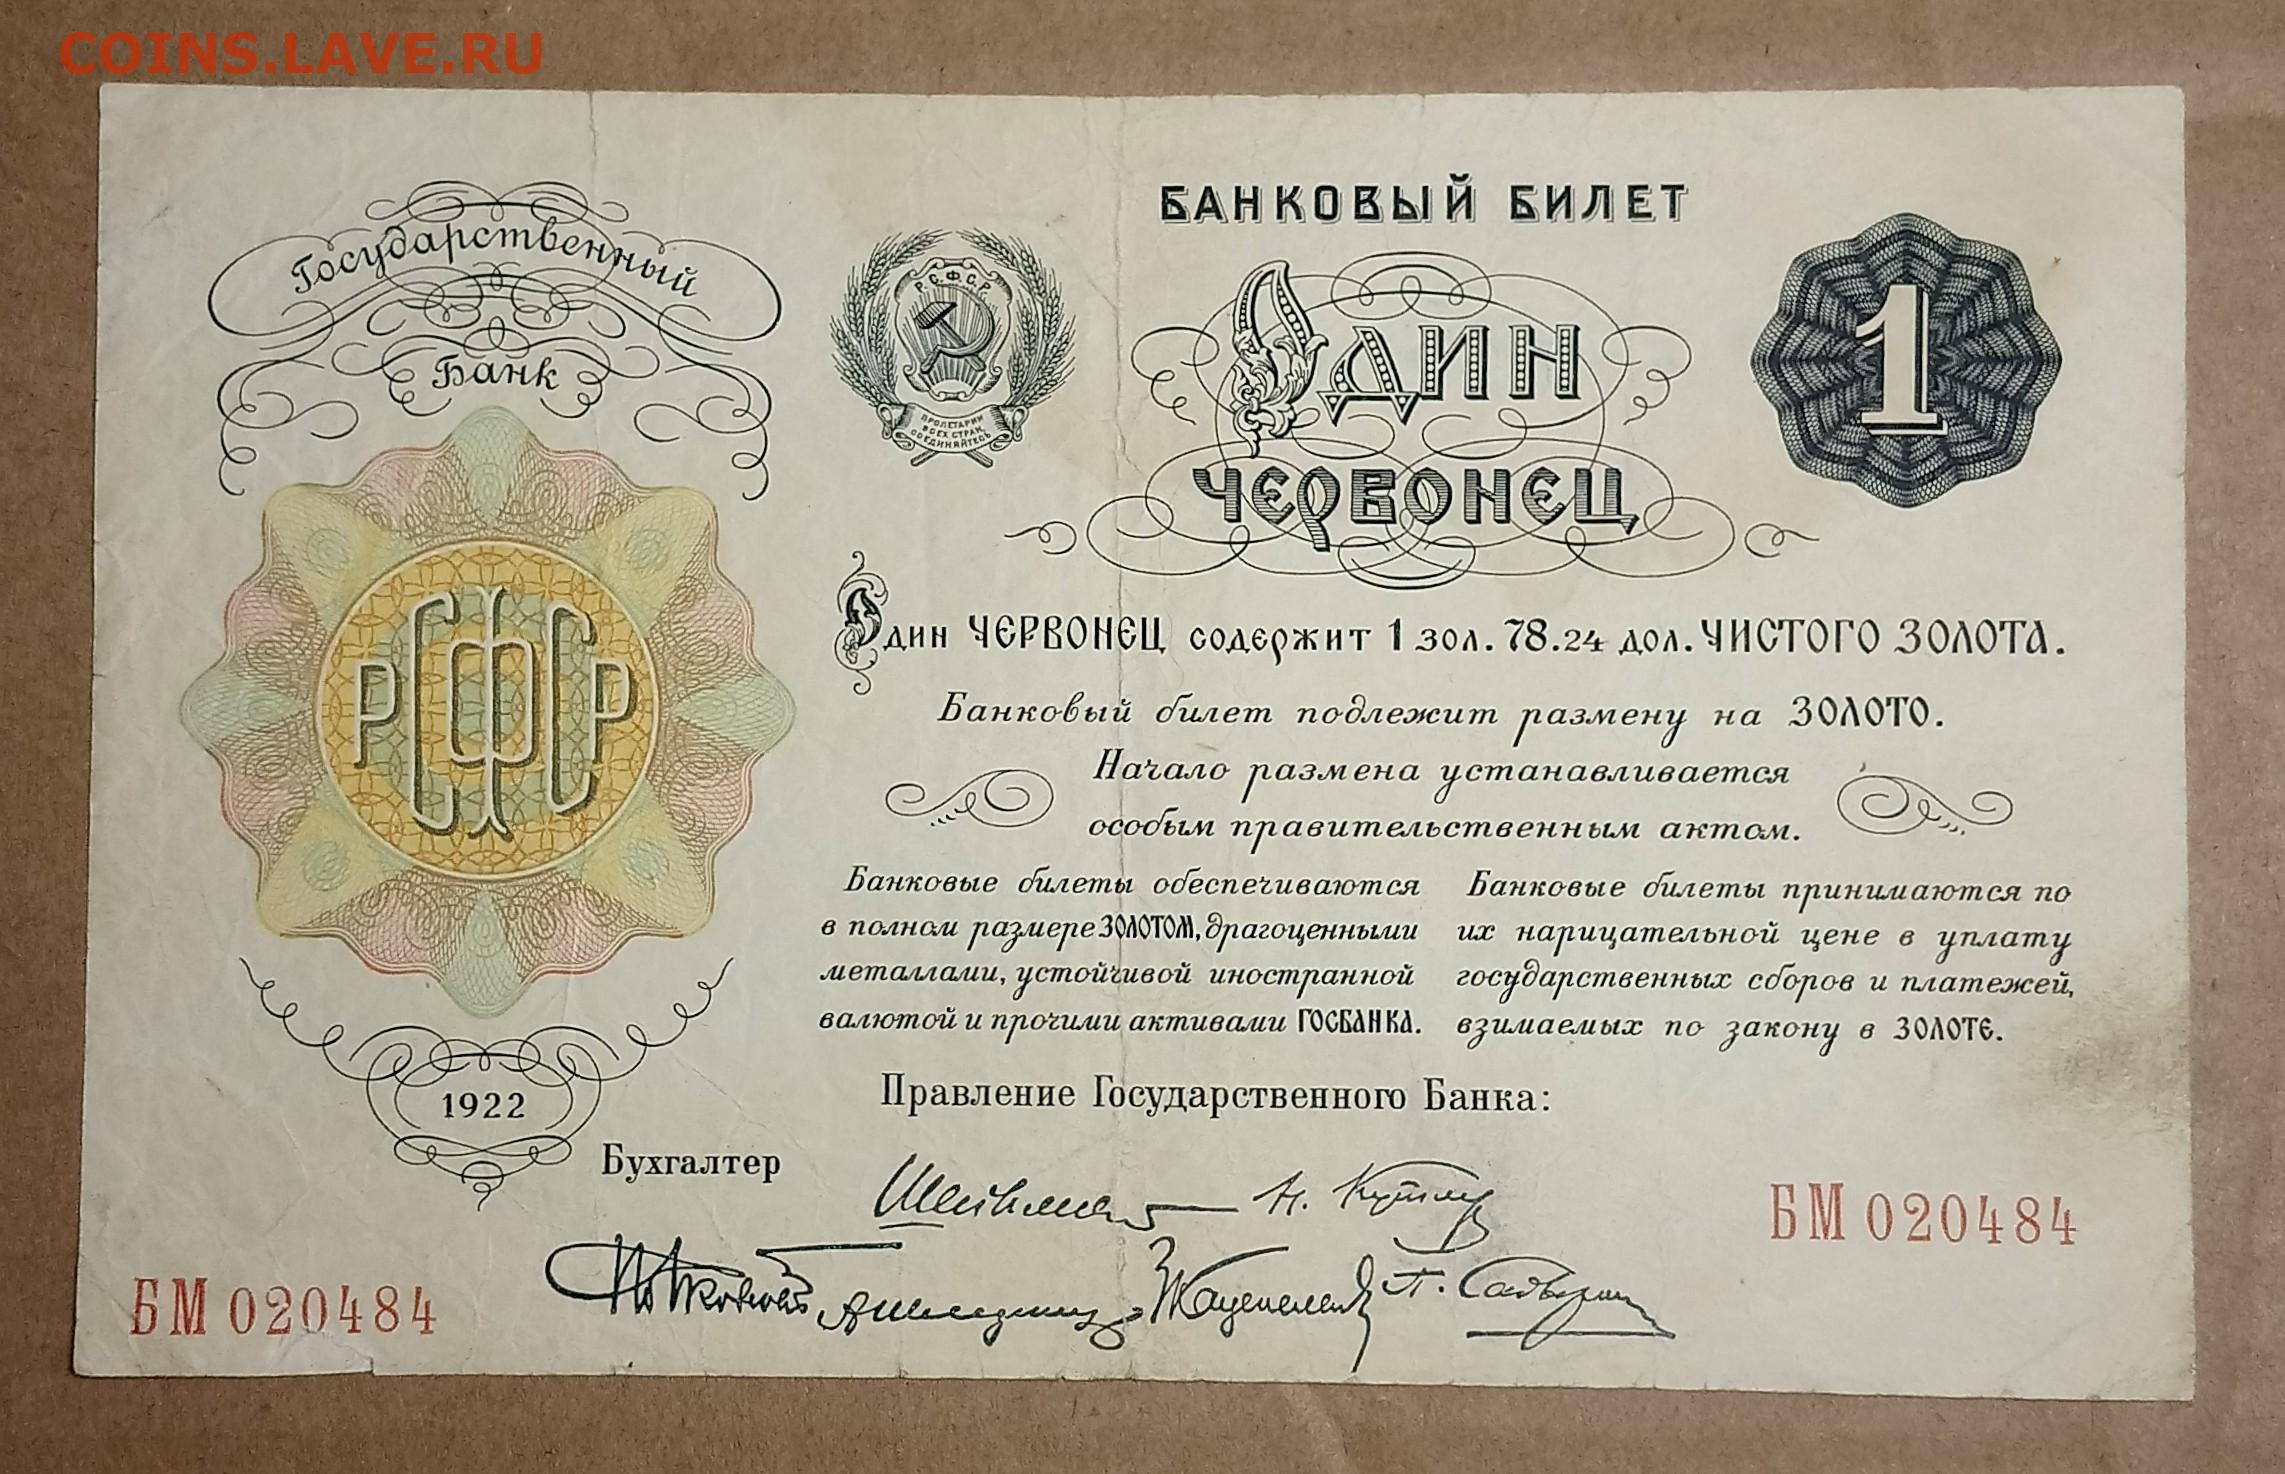 COINS.LAVE.RU
Государственный
Банк
РСФСР
1922
БАНКОВЫЙ БИЛЕТ
Р.С.Ф.С.Р.
ПРОЛЕТАРИИ
ВСЕХ СТРАН,
СОЕДИНЯЙТЕСЬ
Один
ЧЕРВОНЕЦ
1
Один ЧЕРВОНЕЦ содержит 1 зол. 78.24 дол. ЧИСТОГО ЗОЛОТА.
Банковый билет подлежит размену на ЗОЛОТО.
Начало размена устанавливается
особым правительственным актом.
Банковые билеты обеспечиваются
в полном размере ЗОЛОТОМ, драгоценными
металлами, устойчивой иностранной
валютой и прочими активами ГОСБАНКА.
Банковые билеты принимаются по
их нарицательной цене в уплату
государственных сборов и платежей,
взимаемых по закону в ЗОЛОТЕ.
Правление Государственного Банка:
Бухгалтер
БМ 020484
БМ 020484